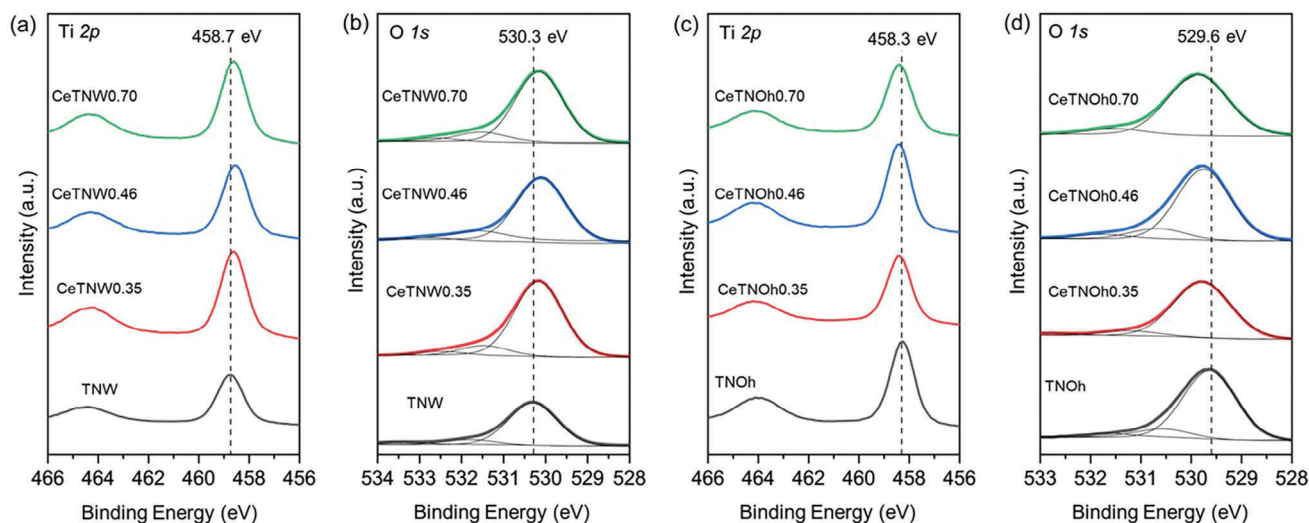 (a)
Ti 2p
458.7 eV
CeTNW0.70
CeTNW0.46
CeTNW0.35
TNW
Intensity (a.u.)
466 464 462 460 458 456
Binding Energy (eV)
(b)
O 1s
530.3 eV
CeTNW0.70
CeTNW0.46
CeTNW0.35
TNW
Intensity (a.u.)
534 533 532 531 530 529 528
Binding Energy (eV)
(c)
Ti 2p
458.3 eV
CeTNOh0.70
CeTNOh0.46
CeTNOh0.35
TNOh
Intensity (a.u.)
466 464 462 460 458 456
Binding Energy (eV)
(d)
O 1s
529.6 eV
CeTNOh0.70
CeTNOh0.46
CeTNOh0.35
TNOh
Intensity (a.u.)
533 532 531 530 529 528
Binding Energy (eV)